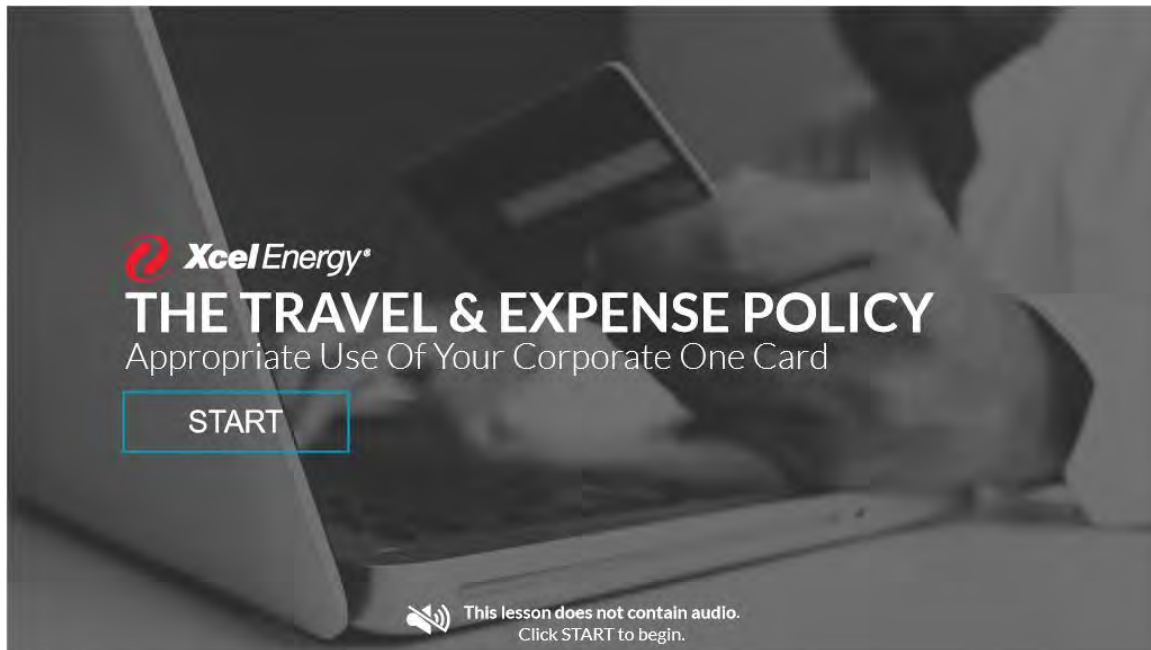 Xcel Energy®
THE TRAVEL & EXPENSE POLICY
Appropriate Use Of Your Corporate One Card
START
This lesson does not contain audio.
Click START to begin.